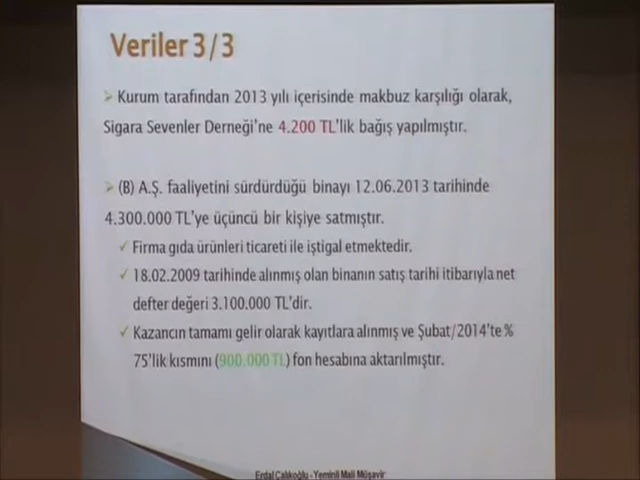 Veriler 3/3
Kurum tarafından 2013 yılı içerisinde makbuz karşılığı olarak,
Sigara Sevenler Derneği'ne 4.200 TL'lik bağış yapılmıştır.
(B) A.Ş. faaliyetini sürdürdüğü binayı 12.06.2013 tarihinde
4.300.000 TL'ye üçüncü bir kişiye satmıştır.
Firma gıda ürünleri ticareti ile iştigal etmektedir.
18.02.2009 tarihinde alınmış olan binanın satış tarihi itibarıyla net
defter değeri 3.100.000 TL'dir.
Kazancın tamamı gelir olarak kayıtlara alınmış ve Şubat/2014'te %
75'lik kısmını (900.000 TL) fon hesabına aktarılmıştır.
Erdal Çalıkoğlu - Yeminli Mali Müşavir